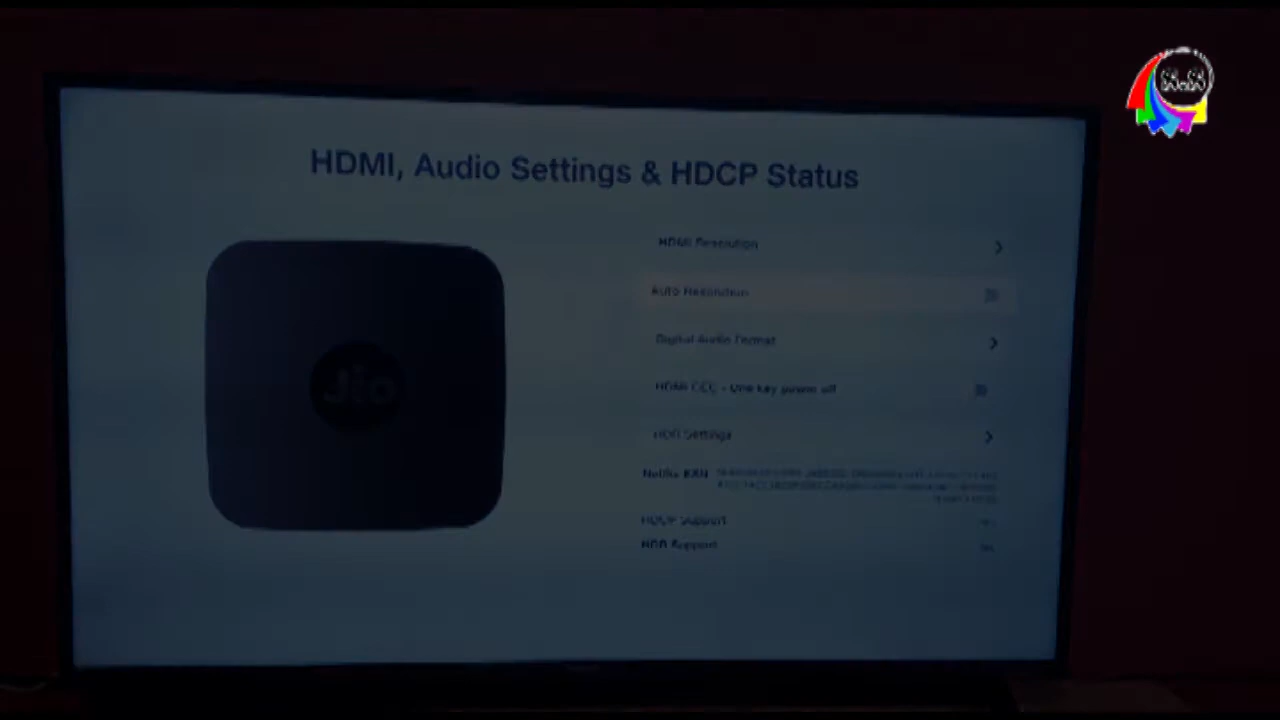 HDMI, Audio Settings & HDCP Status
HDMI Resolution
Auto Resolution
Digital Audio Format
HDMI CEC - One key power off
HDR Settings
Netflix ESN
HDCP Support
HDR Support
Jio